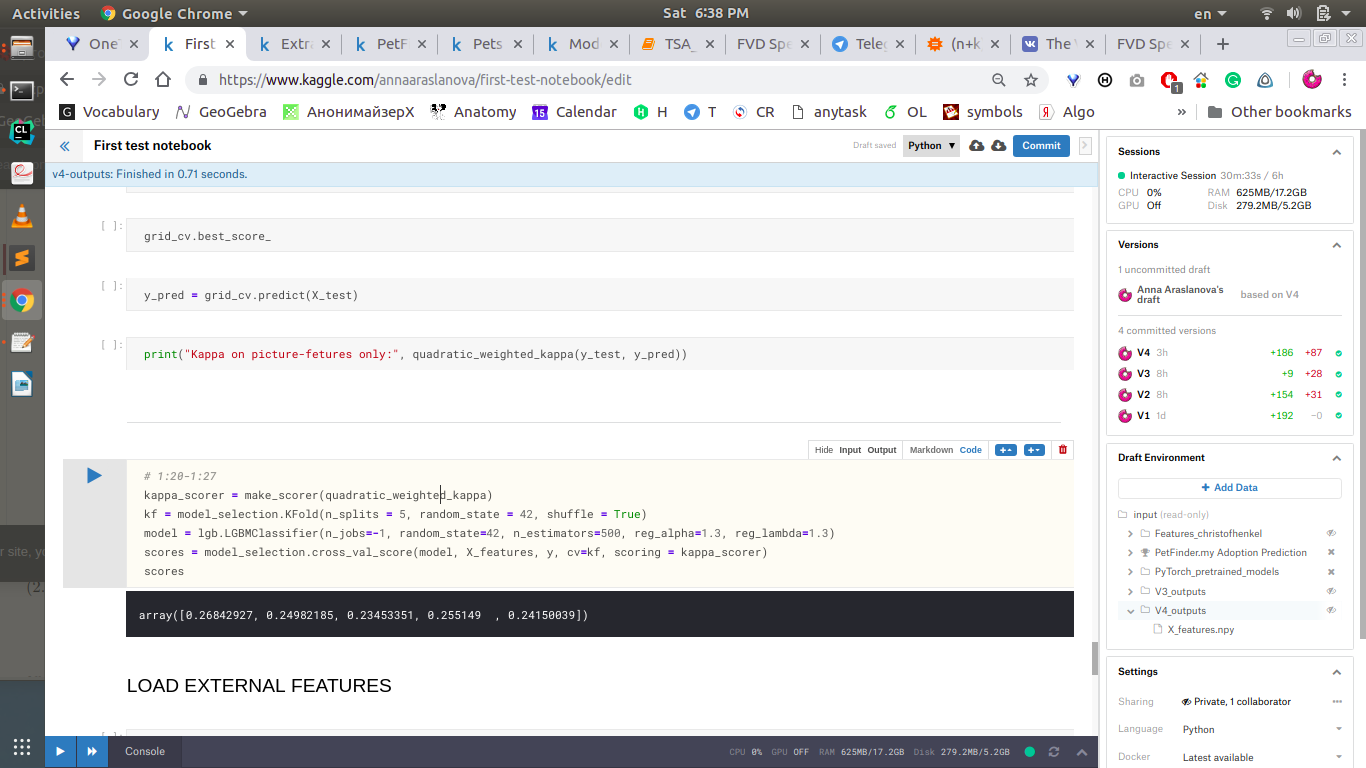 Activities Google Chrome Sat 6:38 PM en
One First Extra PetF Pets Mod TSA_ FVD Spe Teleg (n+k The FVD Spe
https://www.kaggle.com/annaaraslanova/first-test-notebook/edit
G Vocabulary GeoGebra АнонимайзерX Anatomy 15 Calendar H T CR anytask OL symbols Algo » Other bookmarks
First test notebook Draft saved Python Commit
v4-outputs: Finished in 0.71 seconds.
[ ]: grid_cv.best_score_
[ ]: y_pred = grid_cv.predict(X_test)
[ ]: print("Kappa on picture-fetures only:", quadratic_weighted_kappa(y_test, y_pred))
Hide Input Output Markdown Code
# 1:20-1:27
kappa_scorer = make_scorer(quadratic_weighted_kappa)
kf = model_selection.KFold(n_splits = 5, random_state = 42, shuffle = True)
model = lgb.LGBMClassifier(n_jobs=-1, random_state=42, n_estimators=500, reg_alpha=1.3, reg_lambda=1.3)
scores = model_selection.cross_val_score(model, X_features, y, cv=kf, scoring = kappa_scorer)
scores
array([0.26842927, 0.24982185, 0.23453351, 0.255149  , 0.24150039])
LOAD EXTERNAL FEATURES
Console CPU 0% GPU OFF RAM 625MB/17.2GB Disk 279.2MB/5.2GB
Sessions
Interactive Session 30m:33s / 6h
CPU 0% RAM 625MB/17.2GB
GPU Off Disk 279.2MB/5.2GB
Versions
1 uncommitted draft
Anna Araslanova's draft based on V4
4 committed versions
V4 3h +186 +87
V3 8h +9 +28
V2 8h +154 +31
V1 1d +192 −0
Draft Environment
+ Add Data
input (read-only)
Features_christofhenkel
PetFinder.my Adoption Prediction
PyTorch_pretrained_models
V3_outputs
V4_outputs
X_features.npy
Settings
Sharing Private, 1 collaborator
Language Python
Docker Latest available